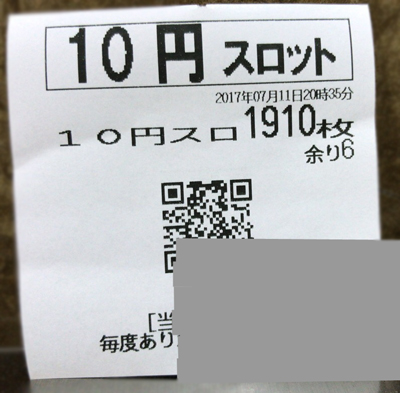 10円 スロット
2017年07月11日20時35分
10円スロ 1910枚
余り6
[当
毎度あり